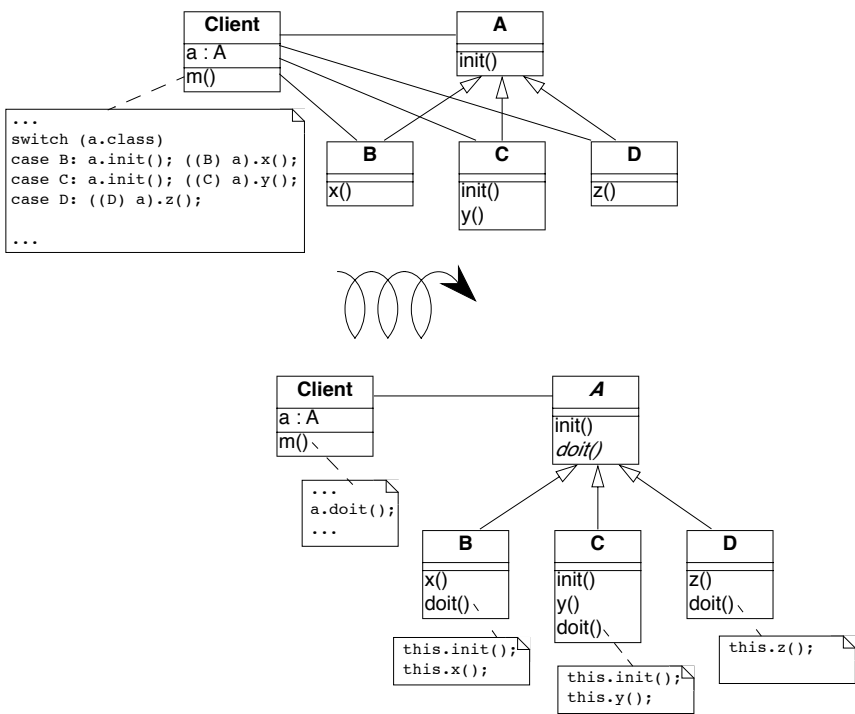 Client
a : A
m()
A
init()
...
switch (a.class)
case B: a.init(); ((B) a).x();
case C: a.init(); ((C) a).y();
case D: ((D) a).z();
...
B
x()
C
init()
y()
D
z()
Client
a : A
m()
A
init()
doit()
...
a.doit();
...
B
x()
doit()
C
init()
y()
doit()
D
z()
doit()
this.init();
this.x();
this.init();
this.y();
this.z();